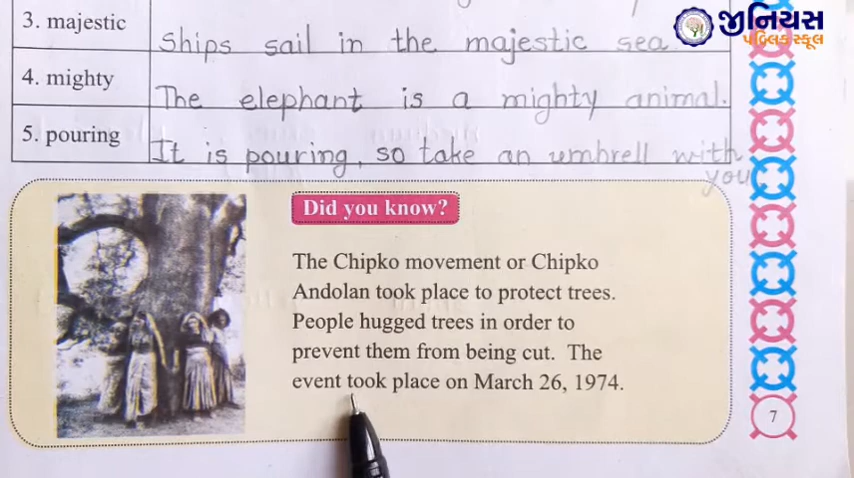 જીનિયસ
પબ્લિક સ્કૂલ
3. majestic
ships sail in the majestic sea
4. mighty
The elephant is a mighty animal.
5. pouring
It is pouring, so take an umbrell with
you
Did you know?
The Chipko movement or Chipko
Andolan took place to protect trees.
People hugged trees in order to
prevent them from being cut. The
event took place on March 26, 1974.
7